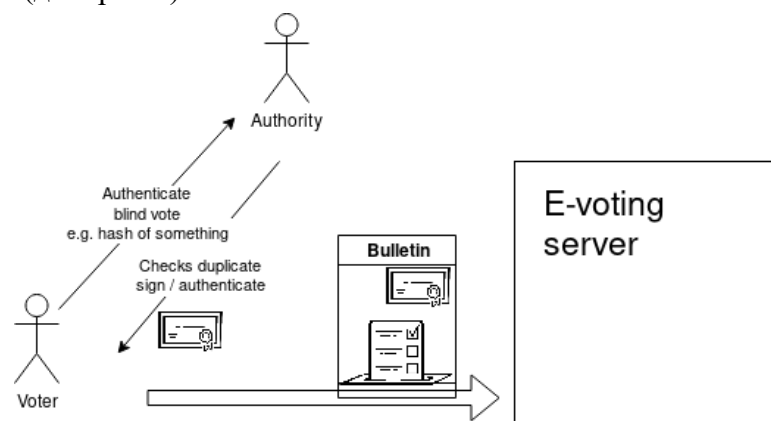 Authority
Authenticate
blind vote
e.g. hash of something
Checks duplicate
sign / authenticate
Voter
Bulletin
E-voting
server